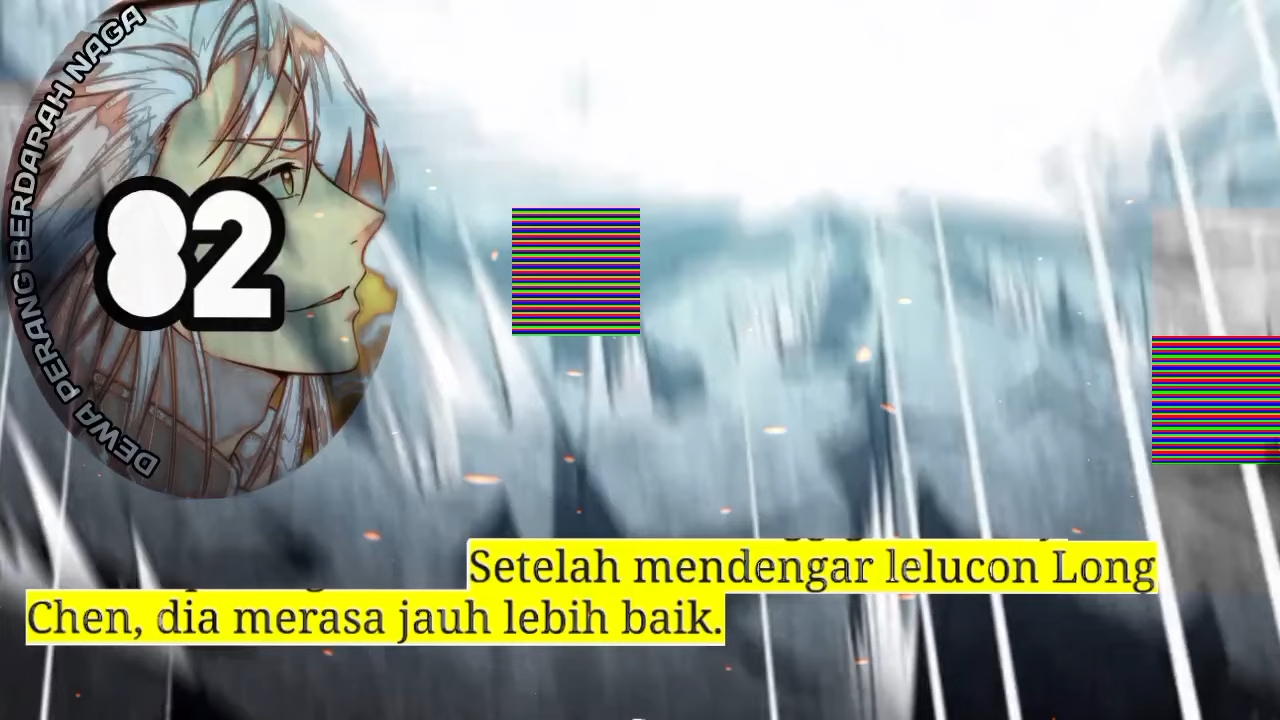 DEWA PERANG BERDARAH NAGA
82
Setelah mendengar lelucon Long
Chen, dia merasa jauh lebih baik.